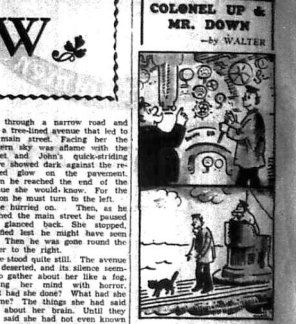 W
COLONEL UP &
MR. DOWN
—by WALTER
through a narrow road and
a tree-lined avenue that led to
main street. Facing her the
ern sky was aflame with the
et and John's quick-striding
e showed dark against the re-
ed glow on the pavement.
n he reached the end of the
ue she would know. For the
on he must turn to the left.
e hurried on. Then, as he
hed the main street he paused
glanced back. She stopped,
fied lest he might have seen
Then he was gone round the
er to the right.
e stood quite still. The avenue
deserted, and its silence seem-
o gather about her like a fog,
ing her mind with horror.
t had she done? What had she
ne? The things she had said
about her brain. Until they
said she had not even known